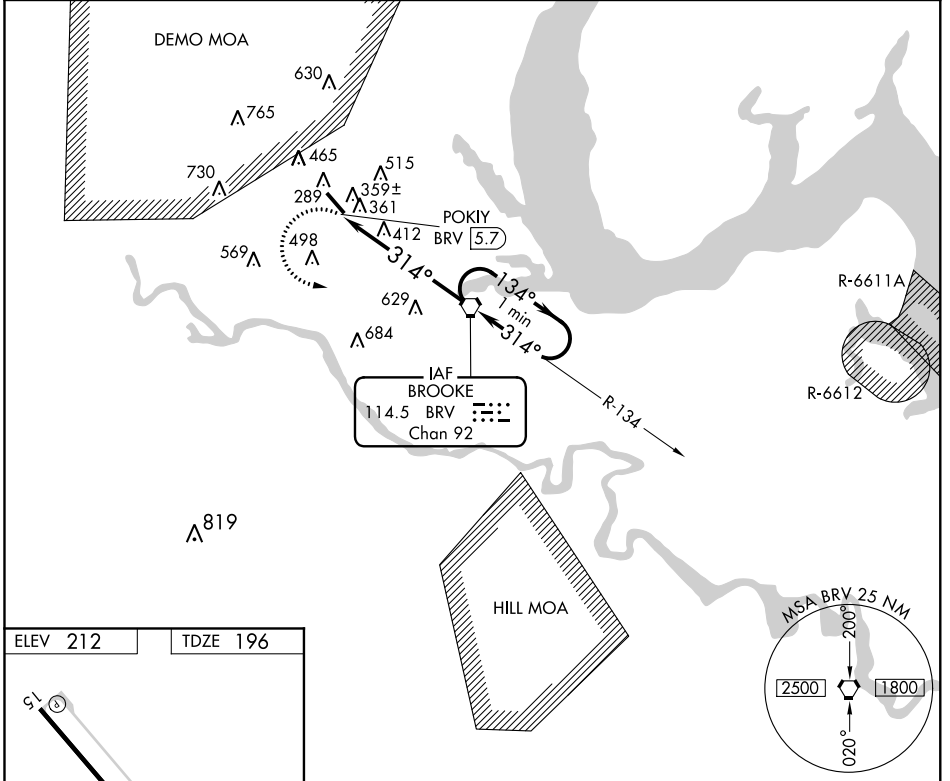 DEMO MOA
630
765
465
730
515
289
359±
361
POKIY
412
BRV 5.7
569
498
314°
134°
1 min
314°
R-6611A
629
684
R-6612
IAF
BROOKE
114.5 BRV
Chan 92
R-134
819
HILL MOA
MSA BRV 25 NM
200°
2500
1800
020°
ELEV 212
TDZE 196
15
P